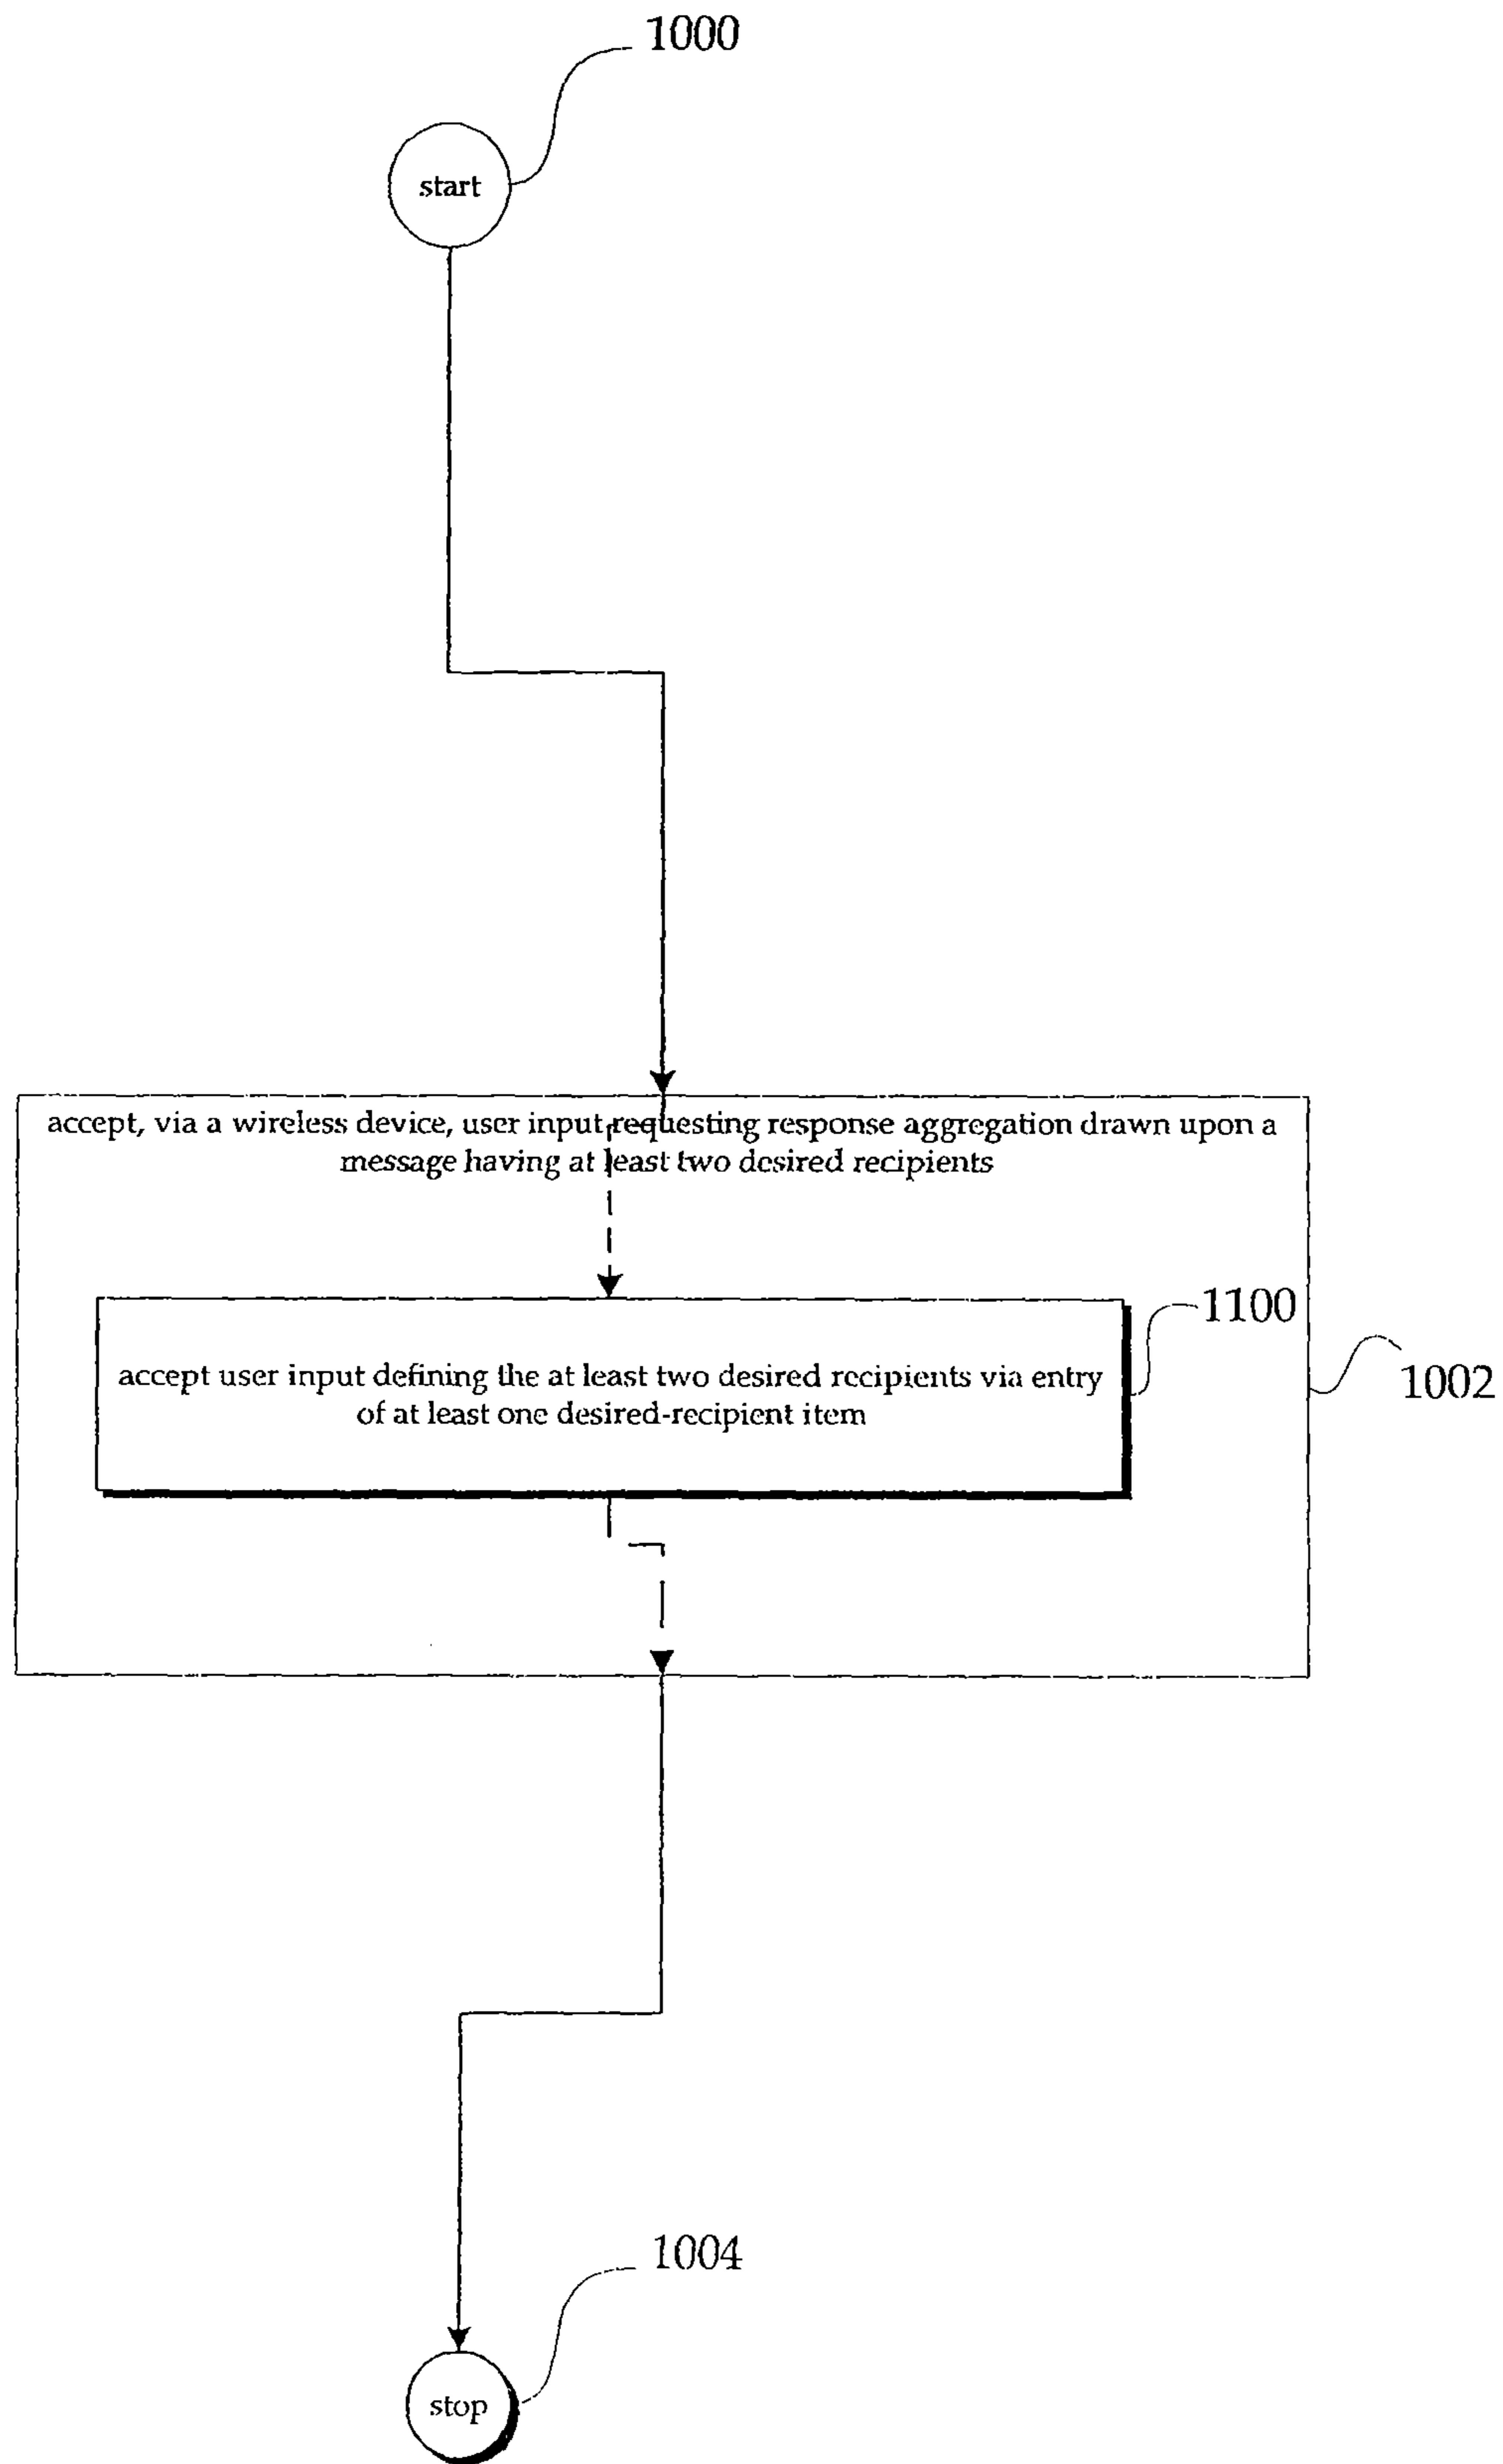 1000
start
accept, via a wireless device, user input requesting response aggregation drawn upon a
message having at least two desired recipients
1100
accept user input defining the at least two desired recipients via entry
of at least one desired-recipient item
1002
1004
stop